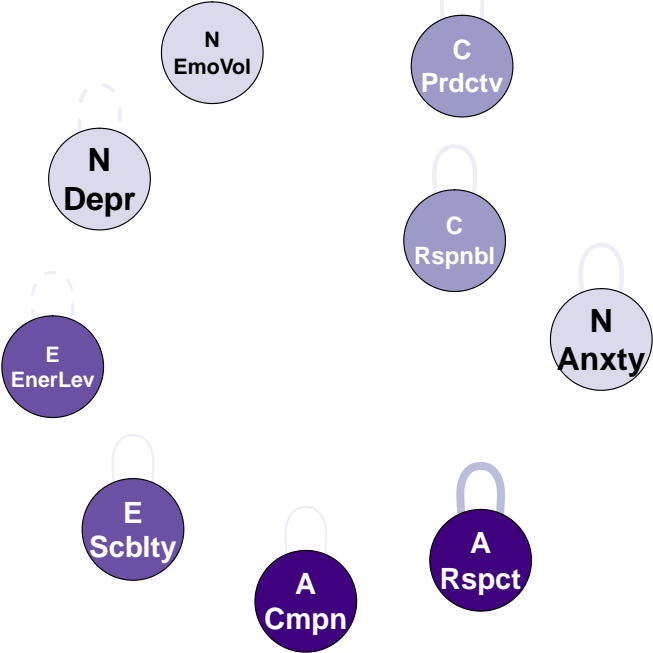 N
EmoVol
C
Prdctv
N
Depr
C
Rspnbl
N
Anxty
E
EnerLev
E
Scblty
A
Rspct
A
Cmpn